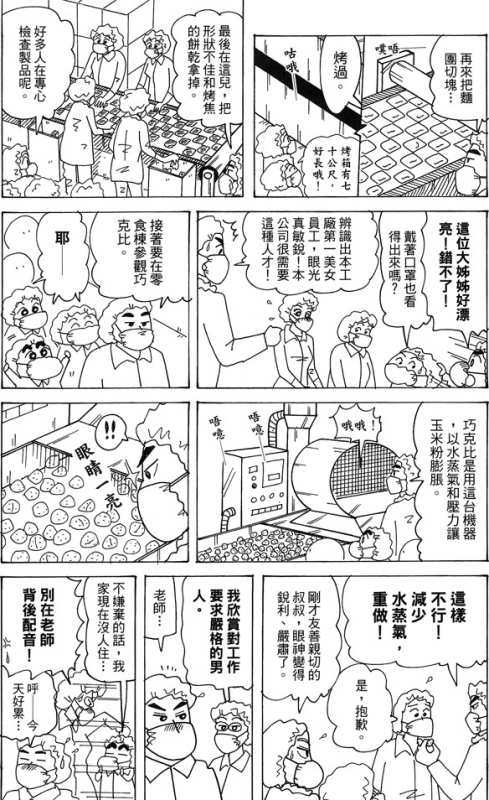 再來把麵
團切塊…
噗唔
烤過。
咕哦
烤箱有七
十公尺，
好長哦！
最後在這兒，把
形狀不佳和烤焦
的餅乾拿掉。
好多人在專心
檢查製品呢。
這位大姊姊好漂
亮！錯不了！
戴著口罩也看
得出來嗎？
辨識出本工
廠第一美女
員工，眼光
真敏銳！本
公司很需要
這種人才！
接著要在零
食棟參觀巧
克比。
耶——
巧克比是用這台機器
，以水蒸氣和壓力讓
玉米粉膨脹。
哦！
唔噫
唔噫
!!
眼睛一亮
這樣
不行！
減少
水蒸氣，
重做！
是，抱歉。
剛才友善親切的
叔叔，眼神變得
銳利、嚴肅了。
我欣賞對工作
要求嚴格的男
人。
老師…
不嫌棄的話，我
家現在沒人住…
別在老師
背後配音！
呼—今
天好累…